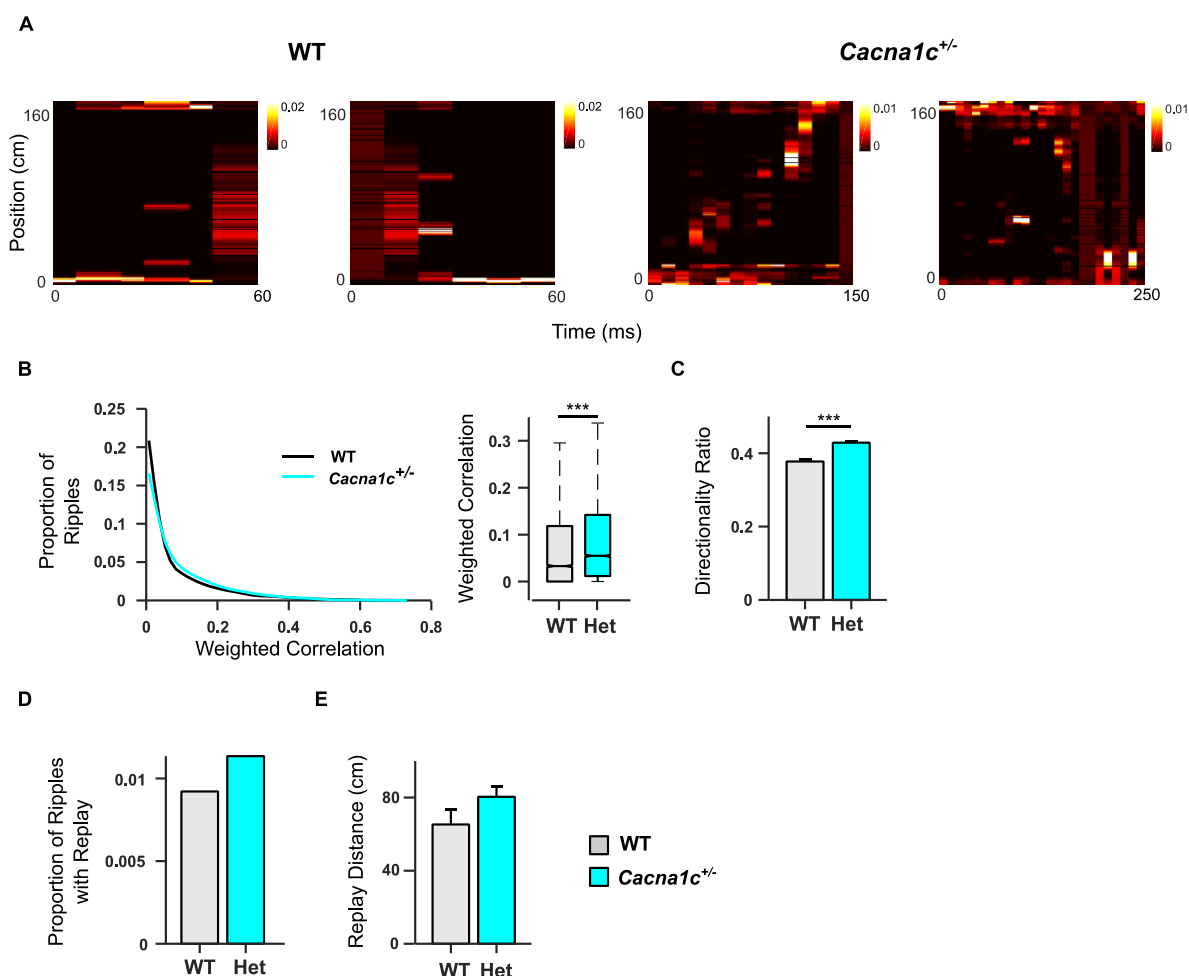 A
WT
Cacna1c+/-
Position (cm)
160
0
0
60
0.02
0
160
0
0
60
0.02
0
160
0
0
150
0.01
0
160
0
0
250
0.01
0
Time (ms)
B
Proportion of
Ripples
0.25
0.2
0.15
0.1
0.05
0
0
0.2
0.4
0.6
0.8
Weighted Correlation
WT
Cacna1c+/-
Weighted Correlation
0.3
0.2
0.1
0
***
WT Het
C
Directionality Ratio
0.4
0.2
0
***
WT Het
D
Proportion of Ripples
with Replay
0.01
0.005
0
WT Het
E
Replay Distance (cm)
80
40
0
WT Het
WT
Cacna1c+/-